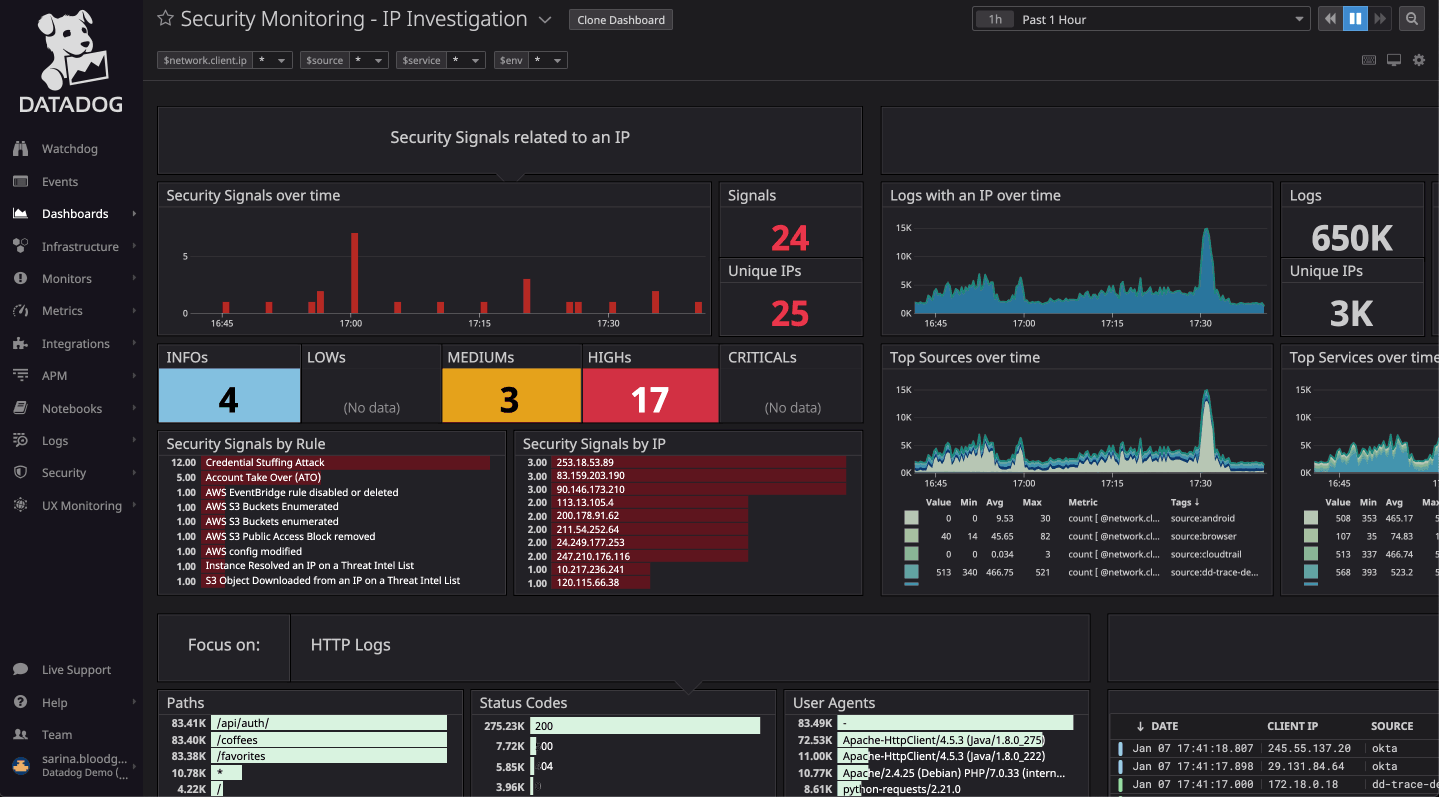 DATADOG
Watchdog
Events
Dashboards
Infrastructure
Monitors
Metrics
Integrations
APM
Notebooks
Logs
Security
UX Monitoring
Live Support
Help
Team
sarina.bloodg...
Datadog Demo (...
Security Monitoring - IP Investigation
Clone Dashboard
1h Past 1 Hour
$network.client.ip *
$source *
$service *
$env *
Security Signals related to an IP
Security Signals over time
5
0
16:45 17:00 17:15 17:30
Signals
24
Unique IPs
25
INFOs
4
LOWs
(No data)
MEDIUMs
3
HIGHs
17
CRITICALs
(No data)
Security Signals by Rule
12.00 Credential Stuffing Attack
5.00 Account Take Over (ATO)
1.00 AWS EventBridge rule disabled or deleted
1.00 AWS S3 Buckets Enumerated
1.00 AWS S3 Buckets enumerated
1.00 AWS S3 Public Access Block removed
1.00 AWS config modified
1.00 Instance Resolved an IP on a Threat Intel List
1.00 S3 Object Downloaded from an IP on a Threat Intel List
Security Signals by IP
3.00 253.18.53.89
3.00 83.159.203.190
3.00 90.146.173.210
2.00 113.13.105.4
2.00 200.178.91.62
2.00 211.54.252.64
2.00 24.249.177.253
2.00 247.210.176.116
1.00 10.217.236.241
1.00 120.115.66.38
Logs with an IP over time
15K
10K
5K
0K
16:45 17:00 17:15 17:30
Logs
650K
Unique IPs
3K
Top Sources over time
15K
10K
5K
0K
16:45 17:00 17:15 17:30
Value Min Avg Max Metric Tags ↓
0 0 9.53 30 count [ @network.cl... source:android
40 14 45.65 82 count [ @network.cl... source:browser
0 0 0.034 3 count [ @network.cl... source:cloudtrail
513 340 466.75 521 count [ @network.cl... source:dd-trace-de...
Top Services over time
15K
10K
5K
0K
16:45
Value Min Avg
508 353 465.17
107 35 74.83
513 337 466.74
568 393 523.2
Focus on:
HTTP Logs
Paths
83.41K /api/auth/
83.40K /coffees
83.38K /favorites
10.78K *
4.22K /
Status Codes
275.23K 200
7.72K 00
5.85K 04
3.96K
User Agents
83.49K -
72.53K Apache-HttpClient/4.5.3 (Java/1.8.0_275)
11.00K Apache-HttpClient/4.5.3 (Java/1.8.0_222)
10.77K Apache/2.4.25 (Debian) PHP/7.0.33 (intern...
8.61K python-requests/2.21.0
↓ DATE CLIENT IP SOURCE
Jan 07 17:41:18.807 245.55.137.20 okta
Jan 07 17:41:17.898 29.131.84.64 okta
Jan 07 17:41:17.000 172.18.0.18 dd-trace-de